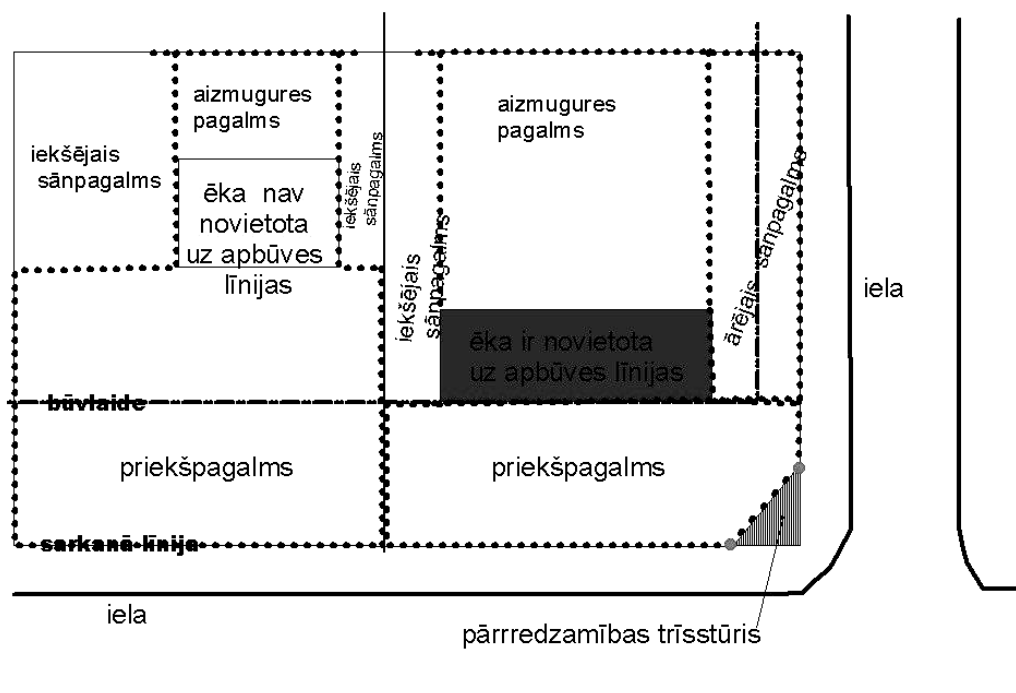 aizmugures
pagalms
iekšējais
sānpagalms
ēka nav
novietota
uz apbūves
līnijas
iekšējais
sānpagalms
iekšējais
sānpagalms
aizmugures
pagalms
ārējais sānpagalms
iela
ēka ir novietota
uz apbūves līnijas
būvlaide
priekšpagalms
priekšpagalms
sarkanā līnija
iela
pārrredzamības trīsstūris